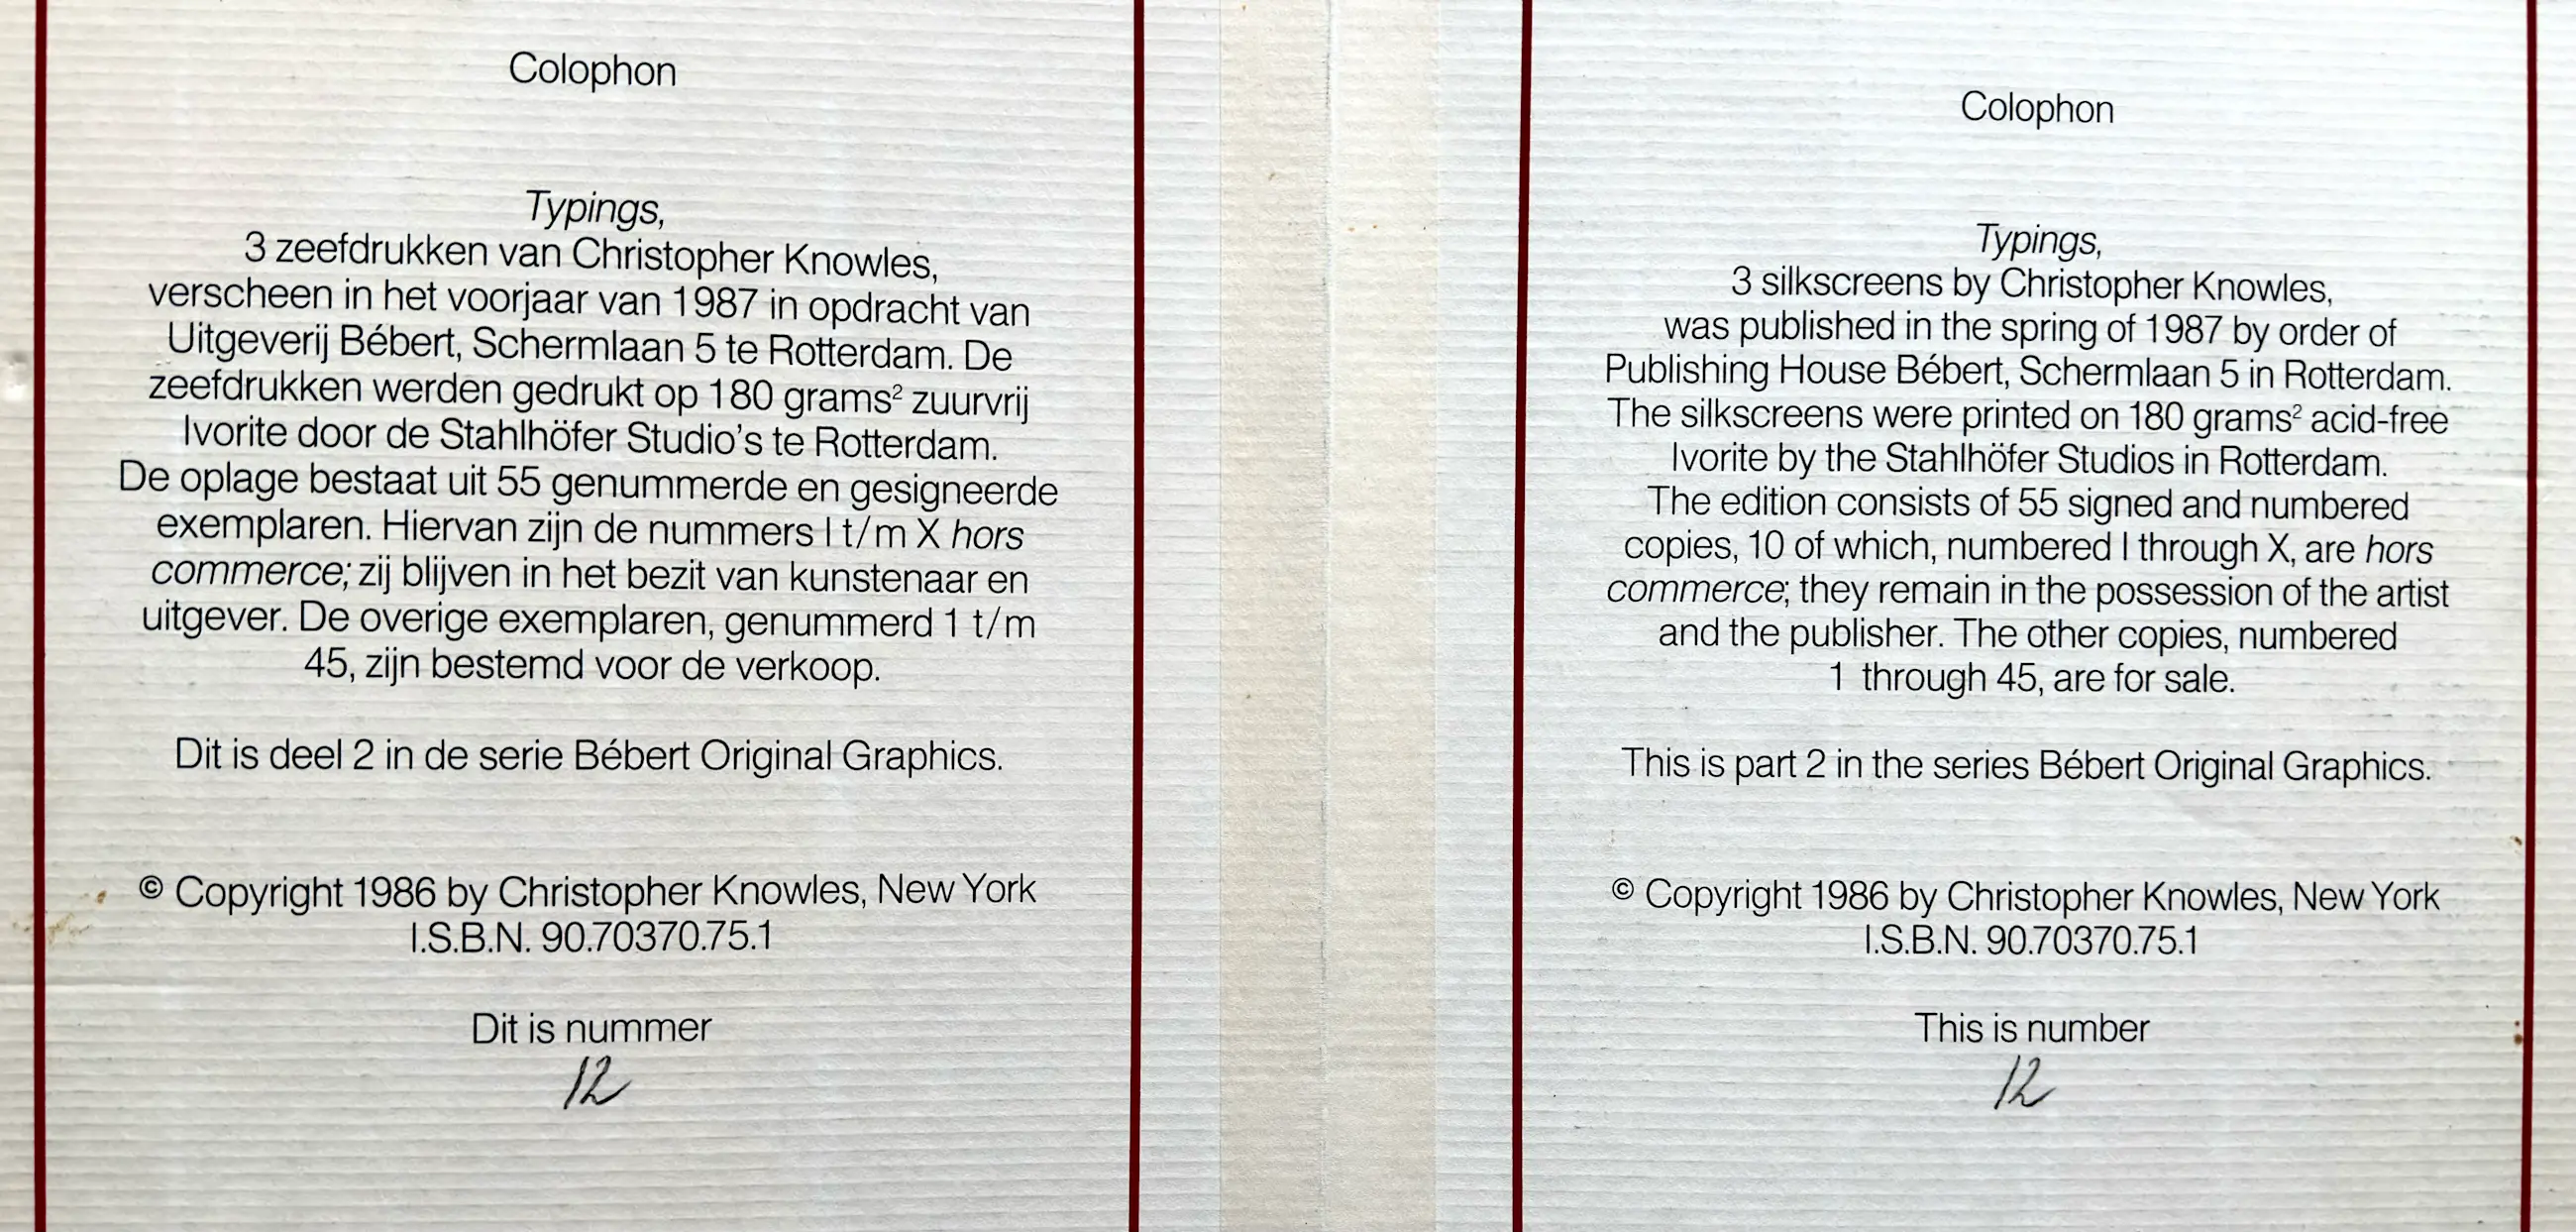 Colophon
Typings,
3 zeefdrukken van Christopher Knowles,
verscheen in het voorjaar van 1987 in opdracht van
Uitgeverij Bébert, Schermlaan 5 te Rotterdam. De
zeefdrukken werden gedrukt op 180 grams² zuurvrij
Ivorite door de Stahlhöfer Studio's te Rotterdam.
De oplage bestaat uit 55 genummerde en gesigneerde
exemplaren. Hiervan zijn de nummers I t/m X hors
commerce; zij blijven in het bezit van kunstenaar en
uitgever. De overige exemplaren, genummerd 1 t/m
45, zijn bestemd voor de verkoop.
Dit is deel 2 in de serie Bébert Original Graphics.
© Copyright 1986 by Christopher Knowles, New York
I.S.B.N. 90.70370.75.1
Dit is nummer
12
Colophon
Typings,
3 silkscreens by Christopher Knowles,
was published in the spring of 1987 by order of
Publishing House Bébert, Schermlaan 5 in Rotterdam.
The silkscreens were printed on 180 grams² acid-free
Ivorite by the Stahlhöfer Studios in Rotterdam.
The edition consists of 55 signed and numbered
copies, 10 of which, numbered I through X, are hors
commerce; they remain in the possession of the artist
and the publisher. The other copies, numbered
1 through 45, are for sale.
This is part 2 in the series Bébert Original Graphics.
© Copyright 1986 by Christopher Knowles, New York
I.S.B.N. 90.70370.75.1
This is number
12